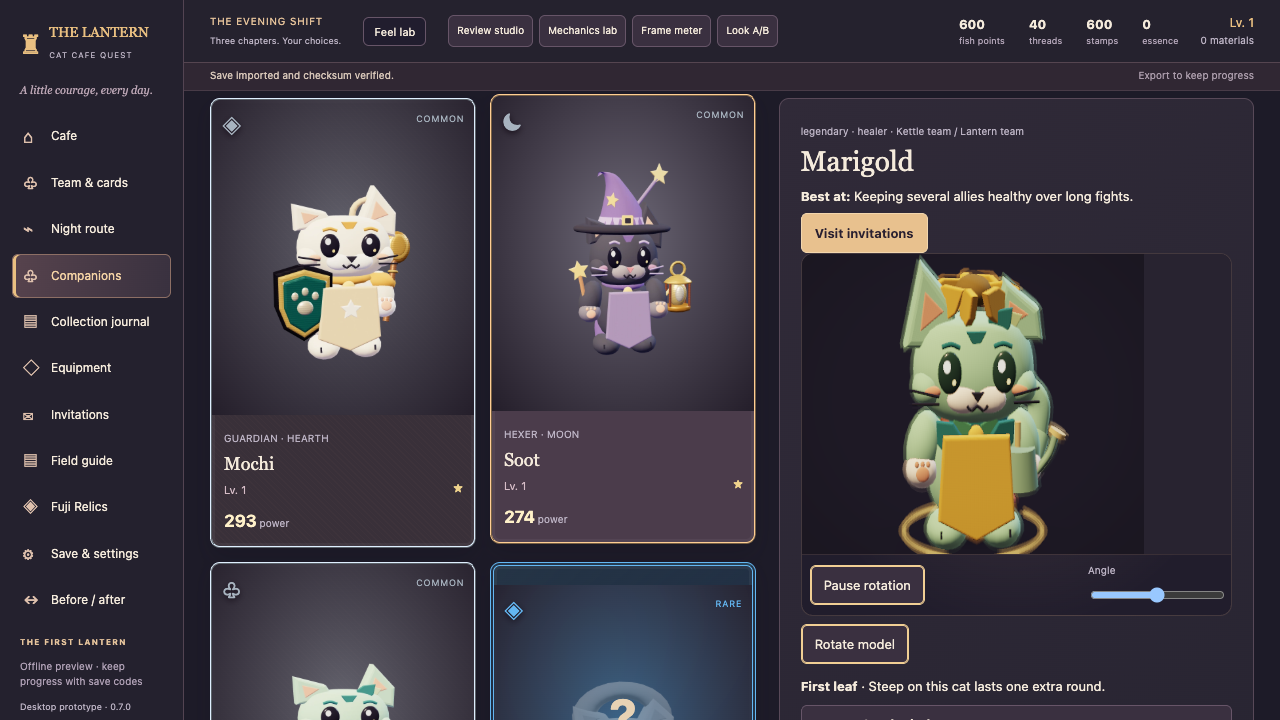 THE LANTERN
CAT CAFE QUEST
A little courage, every day.
Cafe
Team & cards
Night route
Companions
Collection journal
Equipment
Invitations
Field guide
Fuji Relics
Save & settings
Before / after
THE FIRST LANTERN
Offline preview · keep
progress with save codes
Desktop prototype · 0.7.0
THE EVENING SHIFT
Three chapters. Your choices.
Feel lab
Review studio
Mechanics lab
Frame meter
Look A/B
600
fish points
40
threads
600
stamps
0
essence
Lv. 1
0 materials
Save imported and checksum verified.
Export to keep progress
COMMON
GUARDIAN · HEARTH
Mochi
Lv. 1
293 power
COMMON
HEXER · MOON
Soot
Lv. 1
274 power
COMMON
RARE
?
legendary · healer · Kettle team / Lantern team
Marigold
Best at: Keeping several allies healthy over long fights.
Visit invitations
Pause rotation
Angle
Rotate model
First leaf · Steep on this cat lasts one extra round.